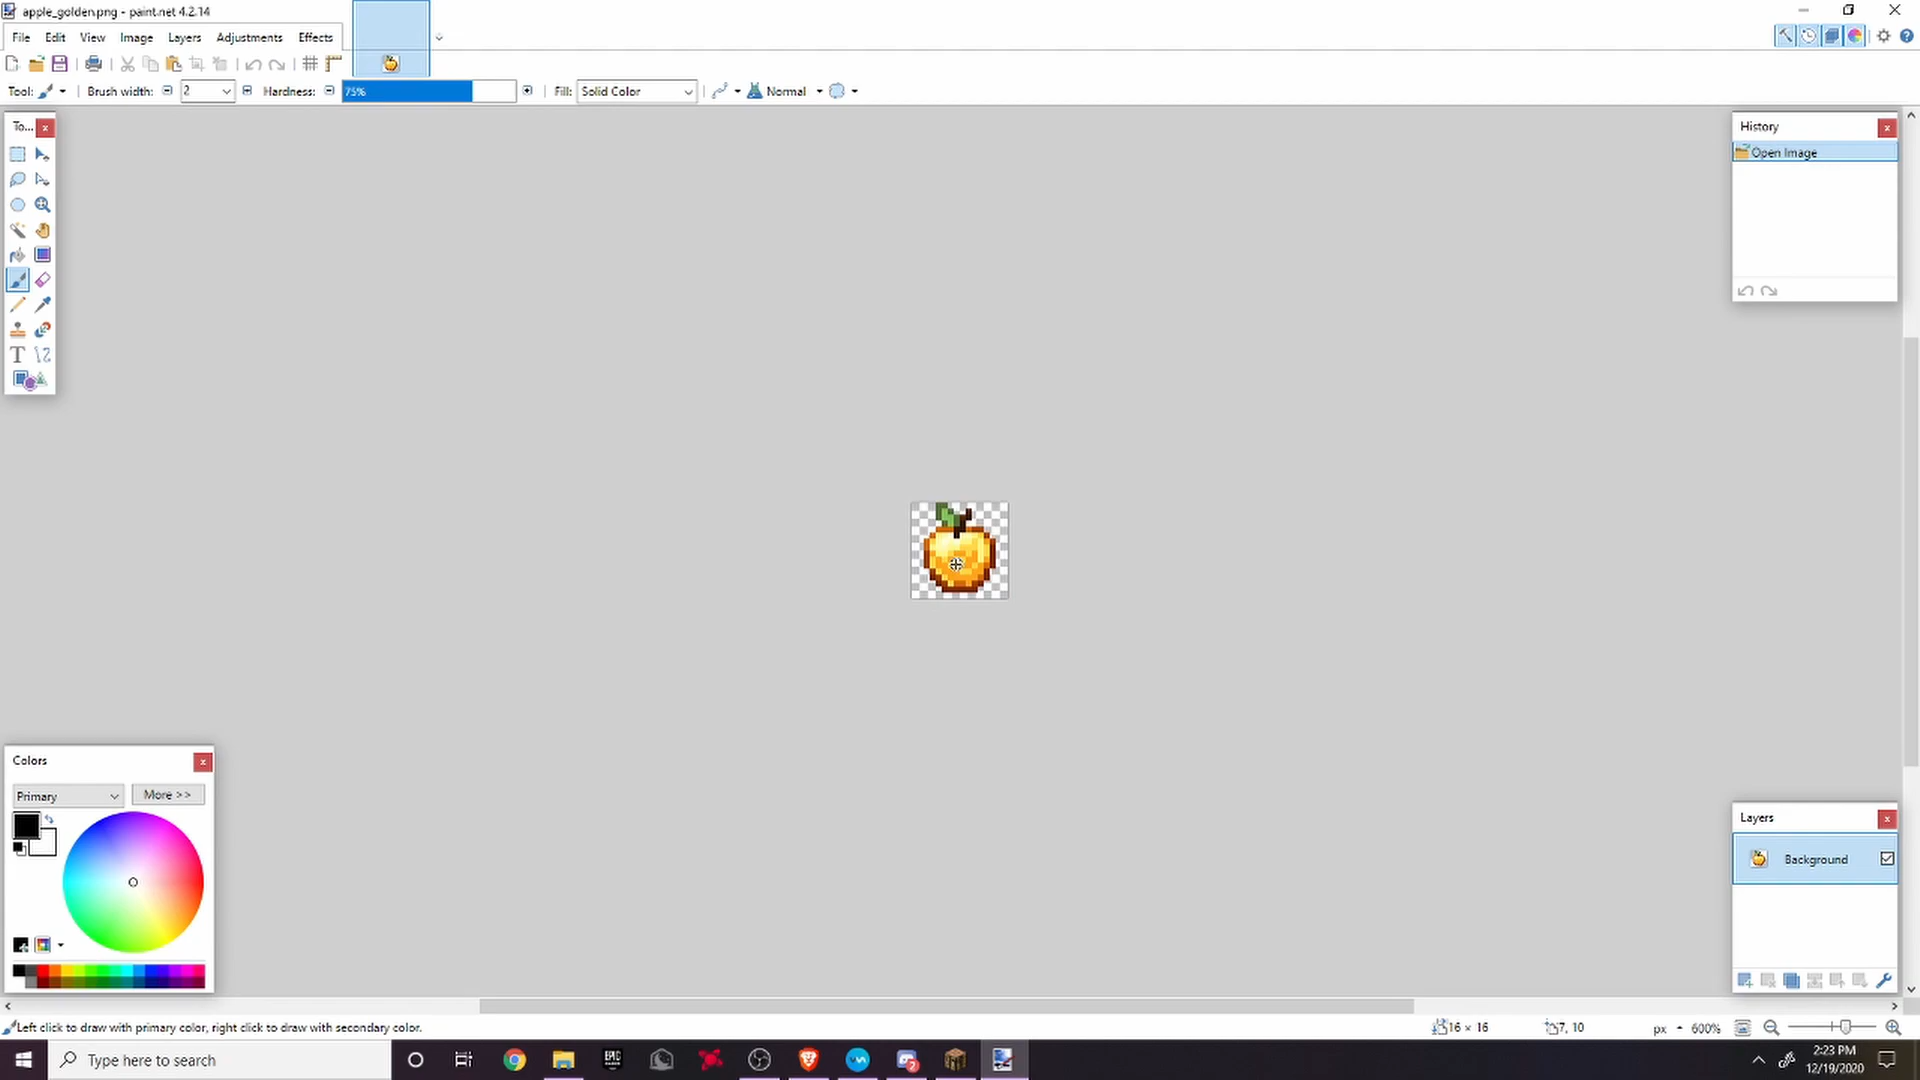 apple_golden.png - paint.net 4.2.14
File Edit View Image Layers Adjustments Effects
Tool: Brush width: 2 Hardness: 75% Fill: Solid Color Normal
To...
History
Open Image
Colors
Primary More >>
Layers
Background
Left click to draw with primary color, right click to draw with secondary color.
16 × 16 7, 10 px 600%
Type here to search
EPIC
2
2:23 PM
12/19/2020